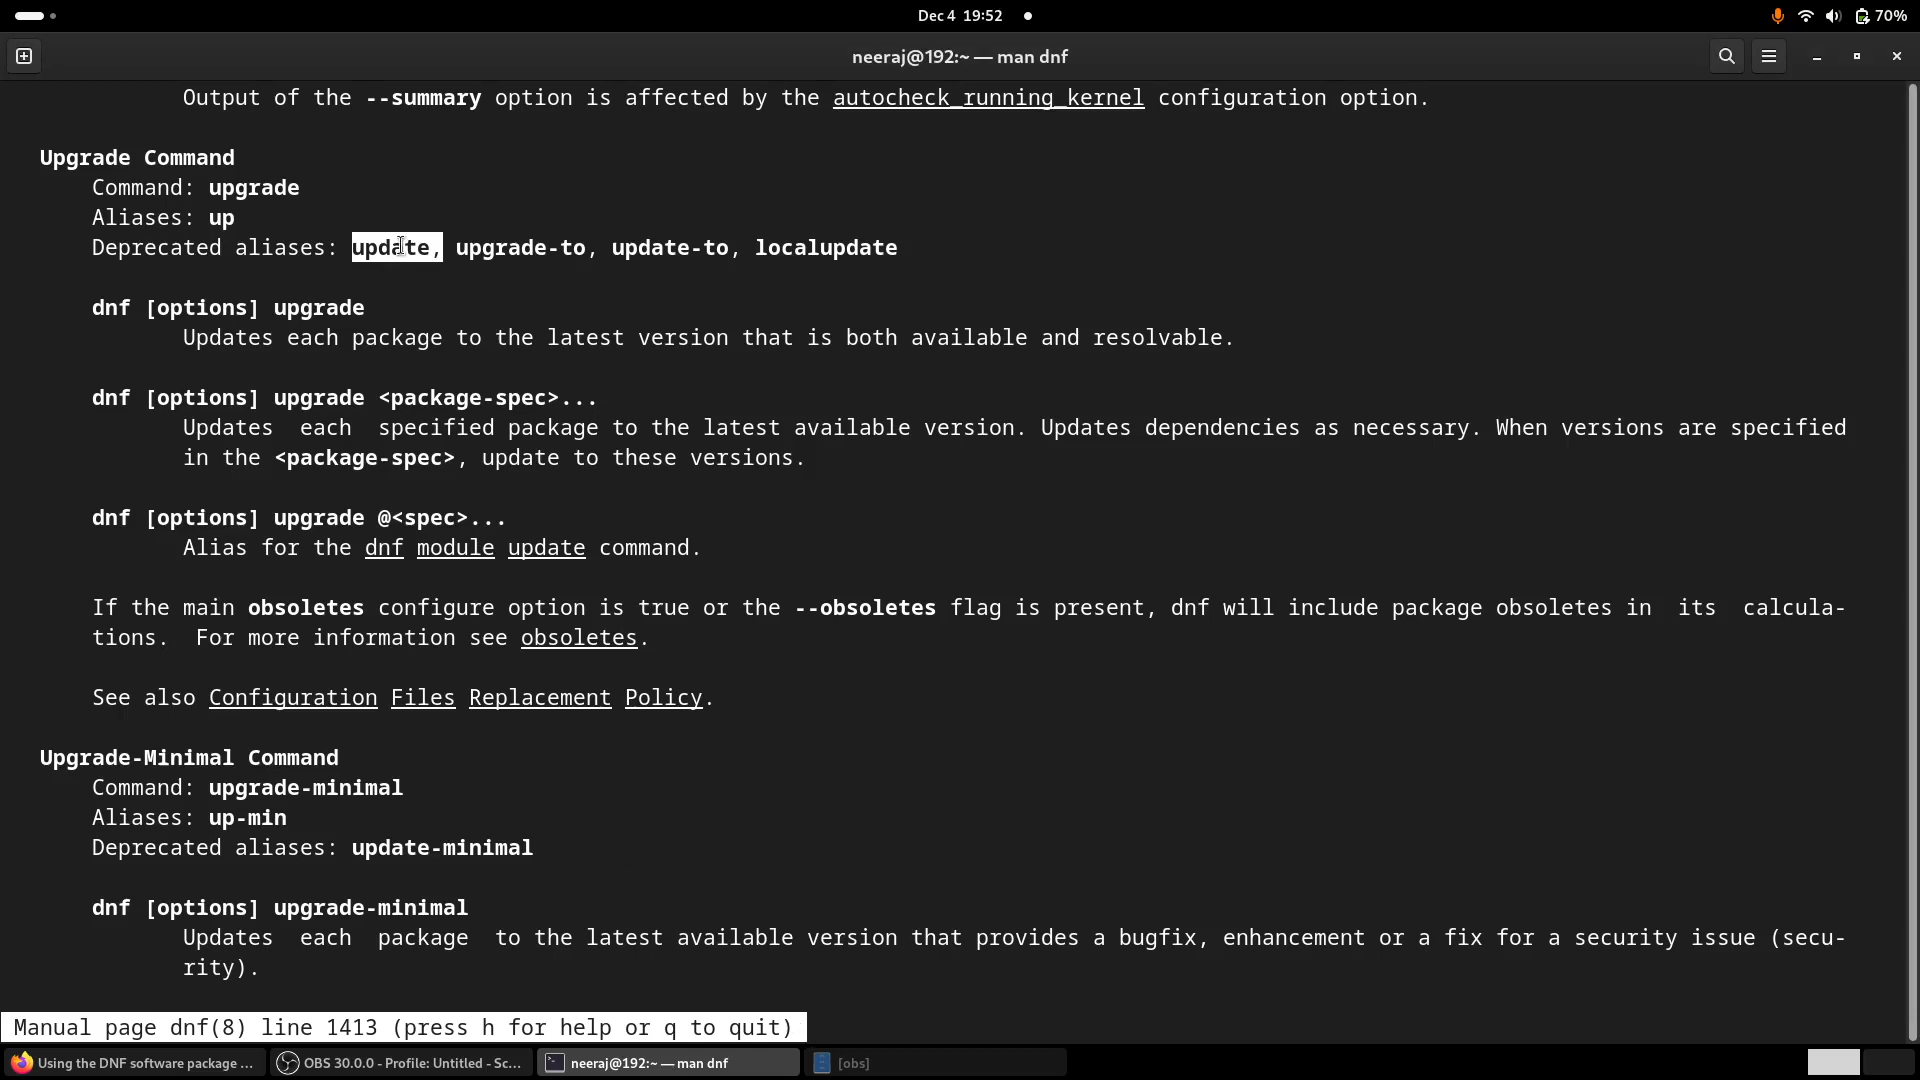 Dec 4 19:52
70%
neeraj@192:~ — man dnf
Output of the --summary option is affected by the autocheck_running_kernel configuration option.
Upgrade Command
Command: upgrade
Aliases: up
Deprecated aliases: update, upgrade-to, update-to, localupdate
dnf [options] upgrade
Updates each package to the latest version that is both available and resolvable.
dnf [options] upgrade <package-spec>...
Updates  each  specified package to the latest available version. Updates dependencies as necessary. When versions are specified
in the <package-spec>, update to these versions.
dnf [options] upgrade @<spec>...
Alias for the dnf module update command.
If the main obsoletes configure option is true or the --obsoletes flag is present, dnf will include package obsoletes in  its  calcula-
tions.  For more information see obsoletes.
See also Configuration Files Replacement Policy.
Upgrade-Minimal Command
Command: upgrade-minimal
Aliases: up-min
Deprecated aliases: update-minimal
dnf [options] upgrade-minimal
Updates  each  package  to the latest available version that provides a bugfix, enhancement or a fix for a security issue (secu-
rity).
Manual page dnf(8) line 1413 (press h for help or q to quit)
Using the DNF software package ...
OBS 30.0.0 - Profile: Untitled - Sc...
neeraj@192:~ — man dnf
[obs]